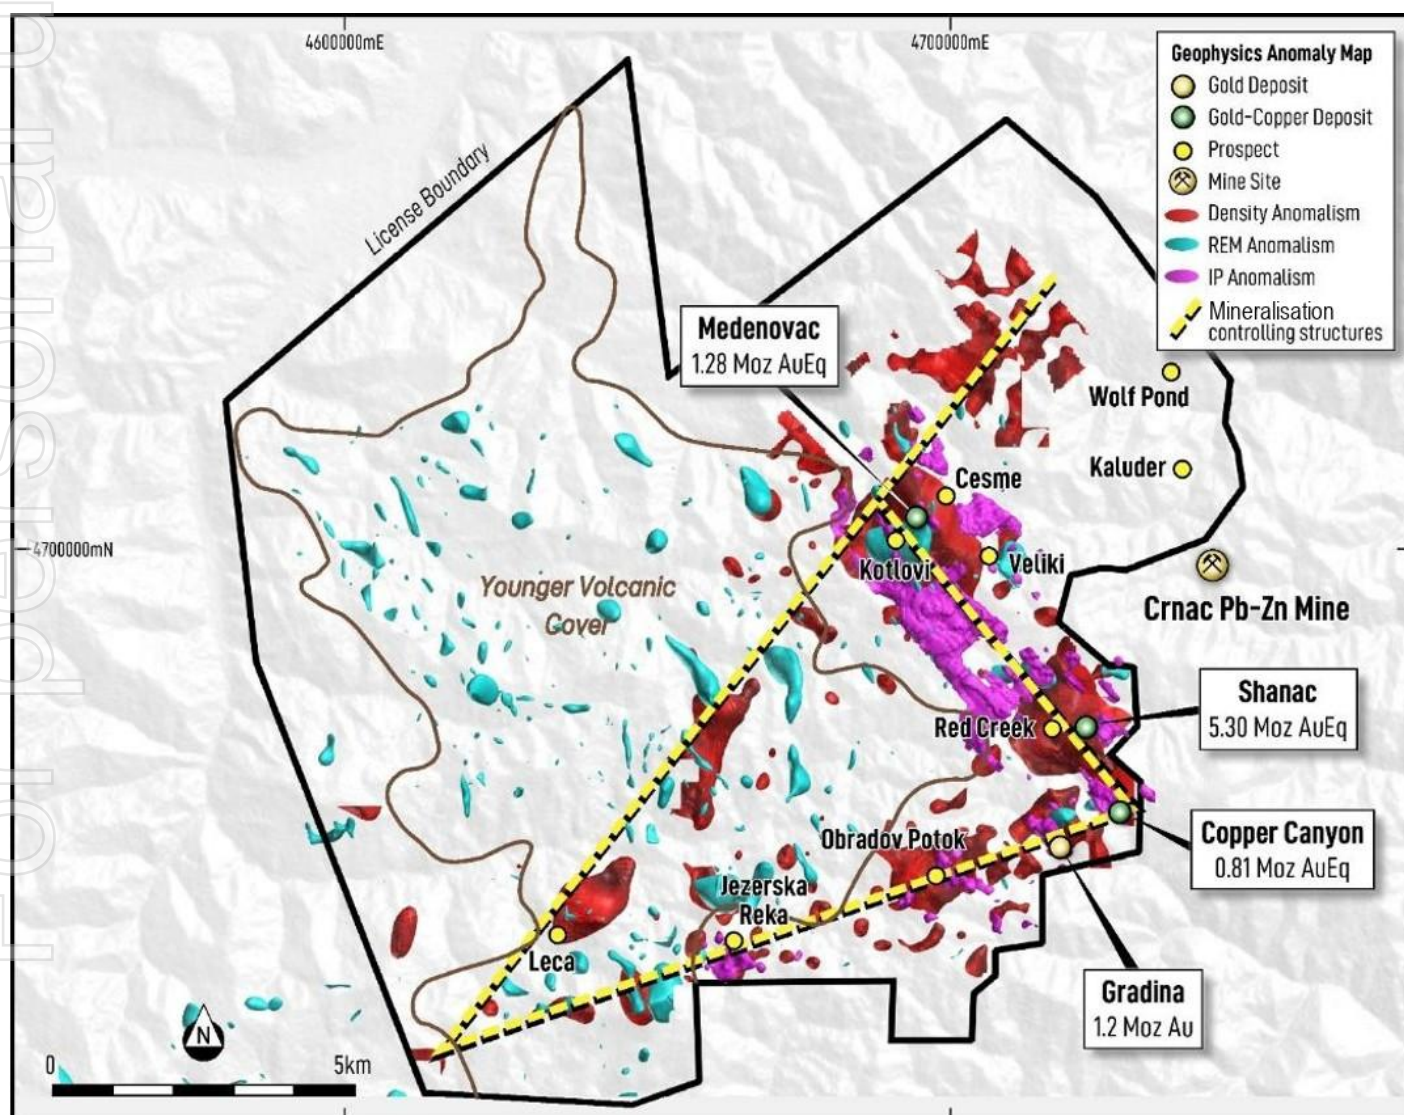 For personal u
4600000mE
4700000mE
Geophysics Anomaly Map
Gold Deposit
Gold-Copper Deposit
Prospect
Mine Site
Density Anomalism
REM Anomalism
IP Anomalism
Mineralisation
controlling structures
License Boundary
Medenovac
1.28 Moz AuEq
Wolf Pond
Kaluder
Cesme
4700000mN
Kotlovi
Veliki
Younger Volcanic
Cover
Crnac Pb-Zn Mine
Shanac
5.30 Moz AuEq
Red Creek
Copper Canyon
0.81 Moz AuEq
Obradov Potok
Jezerska
Reka
Leca
Gradina
1.2 Moz Au
N
0
5km